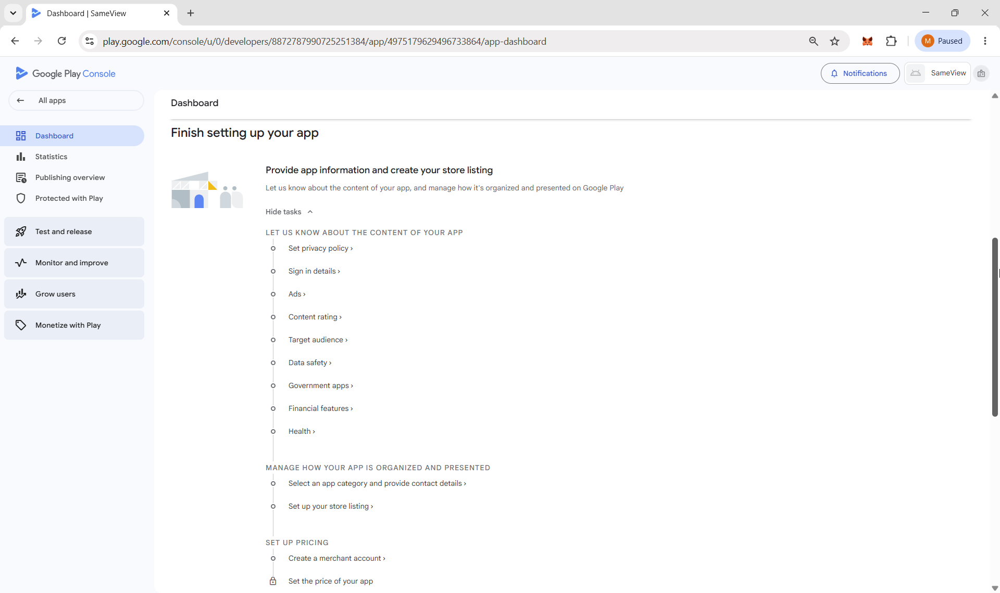 Dashboard | SameView
play.google.com/console/u/0/developers/8872787990725251384/app/4975179629496733864/app-dashboard
M Paused
Google Play Console
Notifications
SameView
All apps
Dashboard
Statistics
Publishing overview
Protected with Play
Test and release
Monitor and improve
Grow users
Monetize with Play
Dashboard
Finish setting up your app
Provide app information and create your store listing
Let us know about the content of your app, and manage how it's organized and presented on Google Play
Hide tasks
LET US KNOW ABOUT THE CONTENT OF YOUR APP
Set privacy policy ›
Sign in details ›
Ads ›
Content rating ›
Target audience ›
Data safety ›
Government apps ›
Financial features ›
Health ›
MANAGE HOW YOUR APP IS ORGANIZED AND PRESENTED
Select an app category and provide contact details ›
Set up your store listing ›
SET UP PRICING
Create a merchant account ›
Set the price of your app